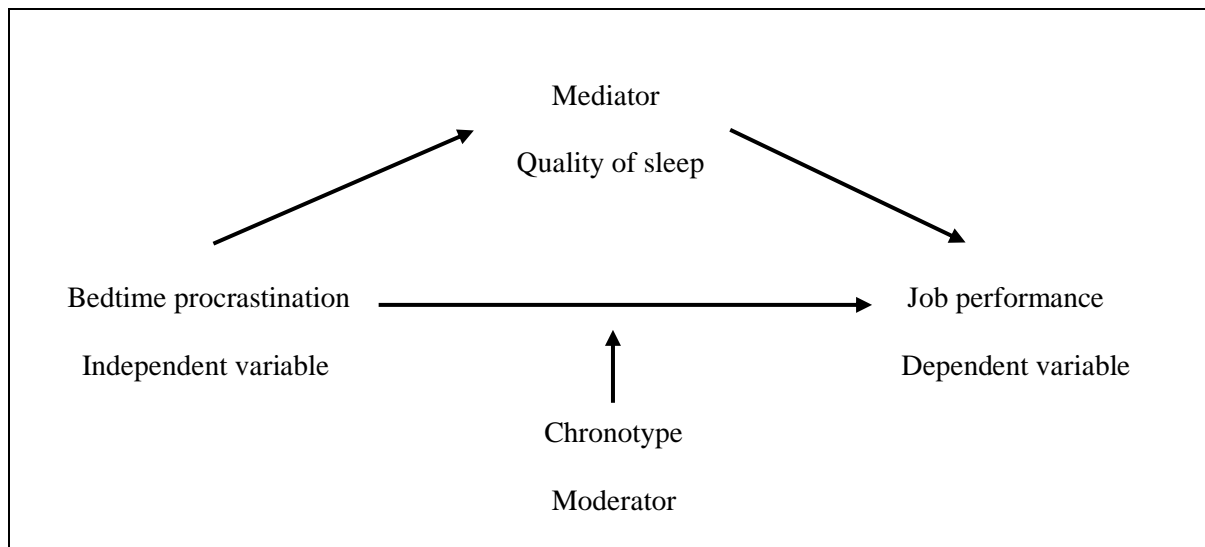 Mediator
Quality of sleep
Bedtime procrastination
Job performance
Independent variable
Dependent variable
Chronotype
Moderator